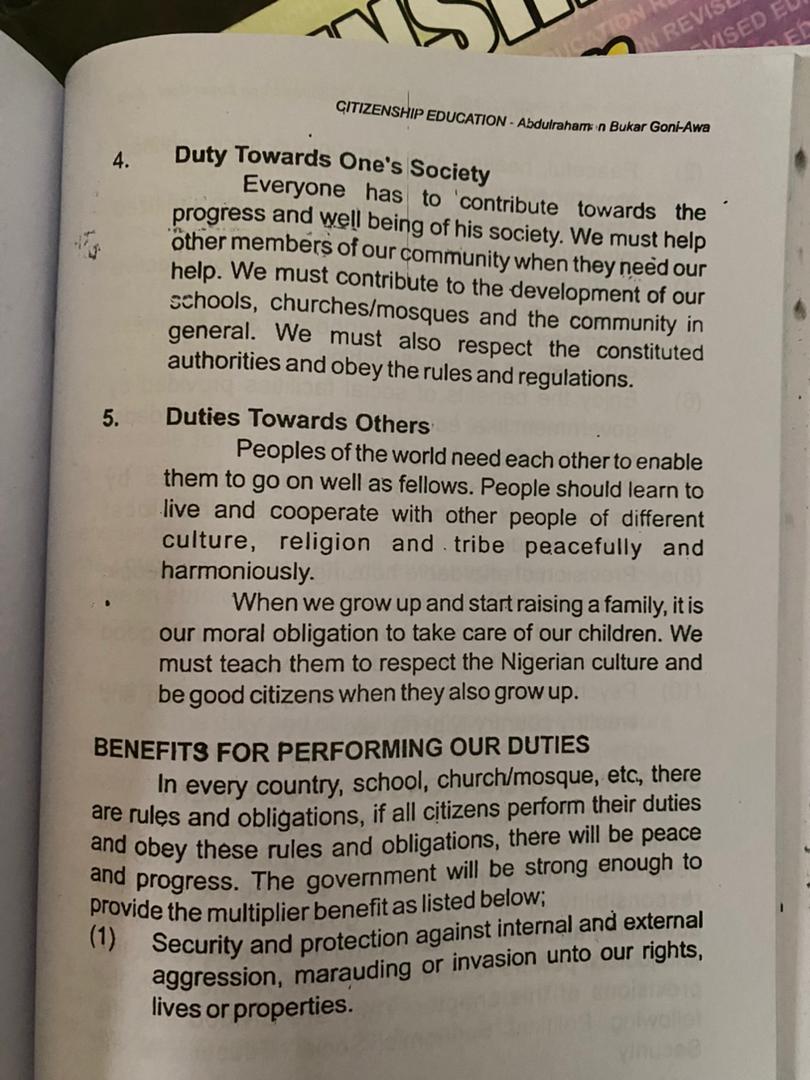 CITIZENSHIP EDUCATION - Abdulrahaman Bukar Goni-Awa
4. Duty Towards One's Society
Everyone has to contribute towards the
progress and well being of his society. We must help
other members of our community when they need our
help. We must contribute to the development of our
schools, churches/mosques and the community in
general. We must also respect the constituted
authorities and obey the rules and regulations.
5. Duties Towards Others
Peoples of the world need each other to enable
them to go on well as fellows. People should learn to
live and cooperate with other people of different
culture, religion and tribe peacefully and
harmoniously.
When we grow up and start raising a family, it is
our moral obligation to take care of our children. We
must teach them to respect the Nigerian culture and
be good citizens when they also grow up.
BENEFITS FOR PERFORMING OUR DUTIES
In every country, school, church/mosque, etc, there
are rules and obligations, if all citizens perform their duties
and obey these rules and obligations, there will be peace
and progress. The government will be strong enough to
provide the multiplier benefit as listed below;
(1) Security and protection against internal and external
aggression, marauding or invasion unto our rights,
lives or properties.